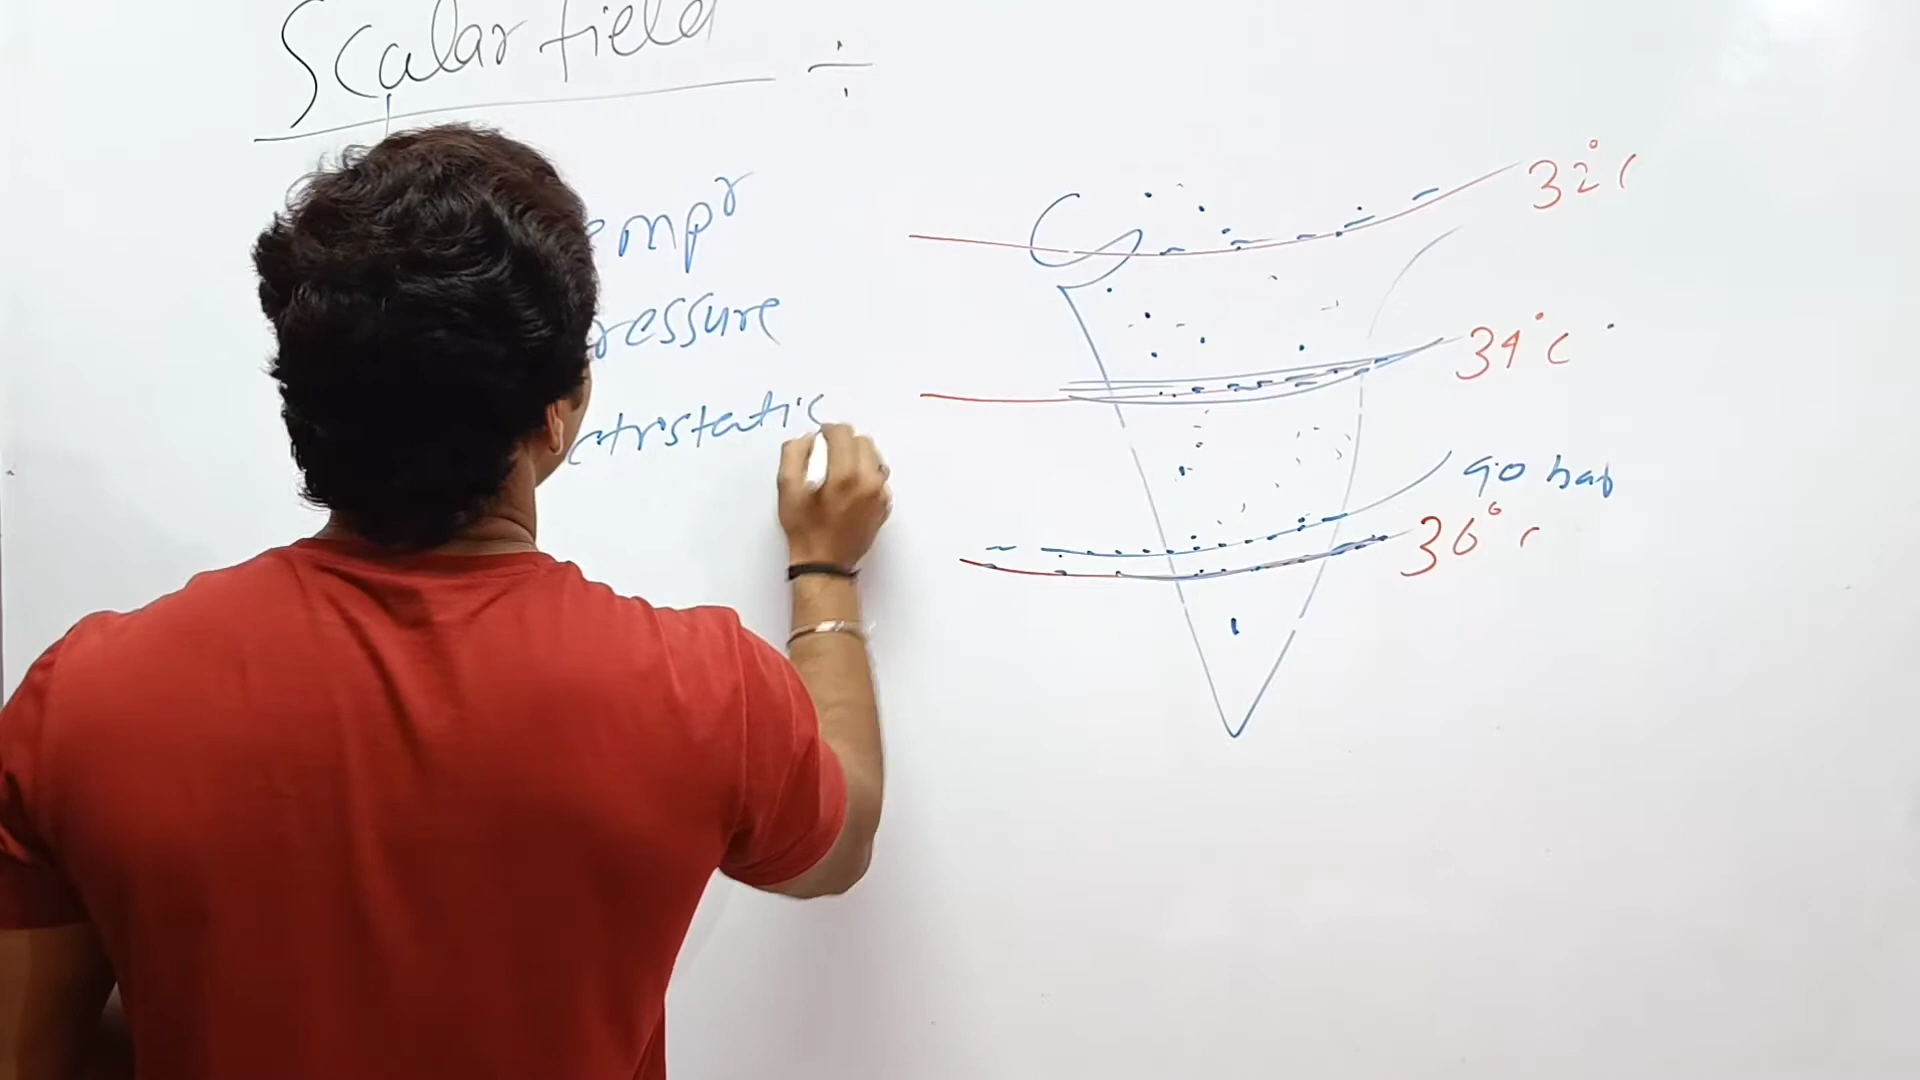 Scalar field ÷
empr
ressure
ctrostatic
32°C
34°C
90 bar
36°C